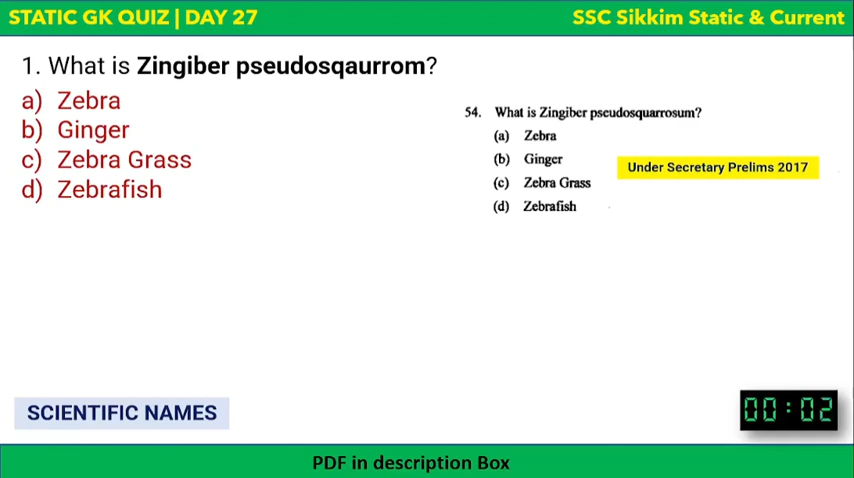 STATIC GK QUIZ | DAY 27
SSC Sikkim Static & Current
1. What is Zingiber pseudosqaurrom?
a) Zebra
b) Ginger
c) Zebra Grass
d) Zebrafish
54. What is Zingiber pseudosquarrosum?
(a) Zebra
(b) Ginger
(c) Zebra Grass
(d) Zebrafish
Under Secretary Prelims 2017
SCIENTIFIC NAMES
00:02
PDF in description Box